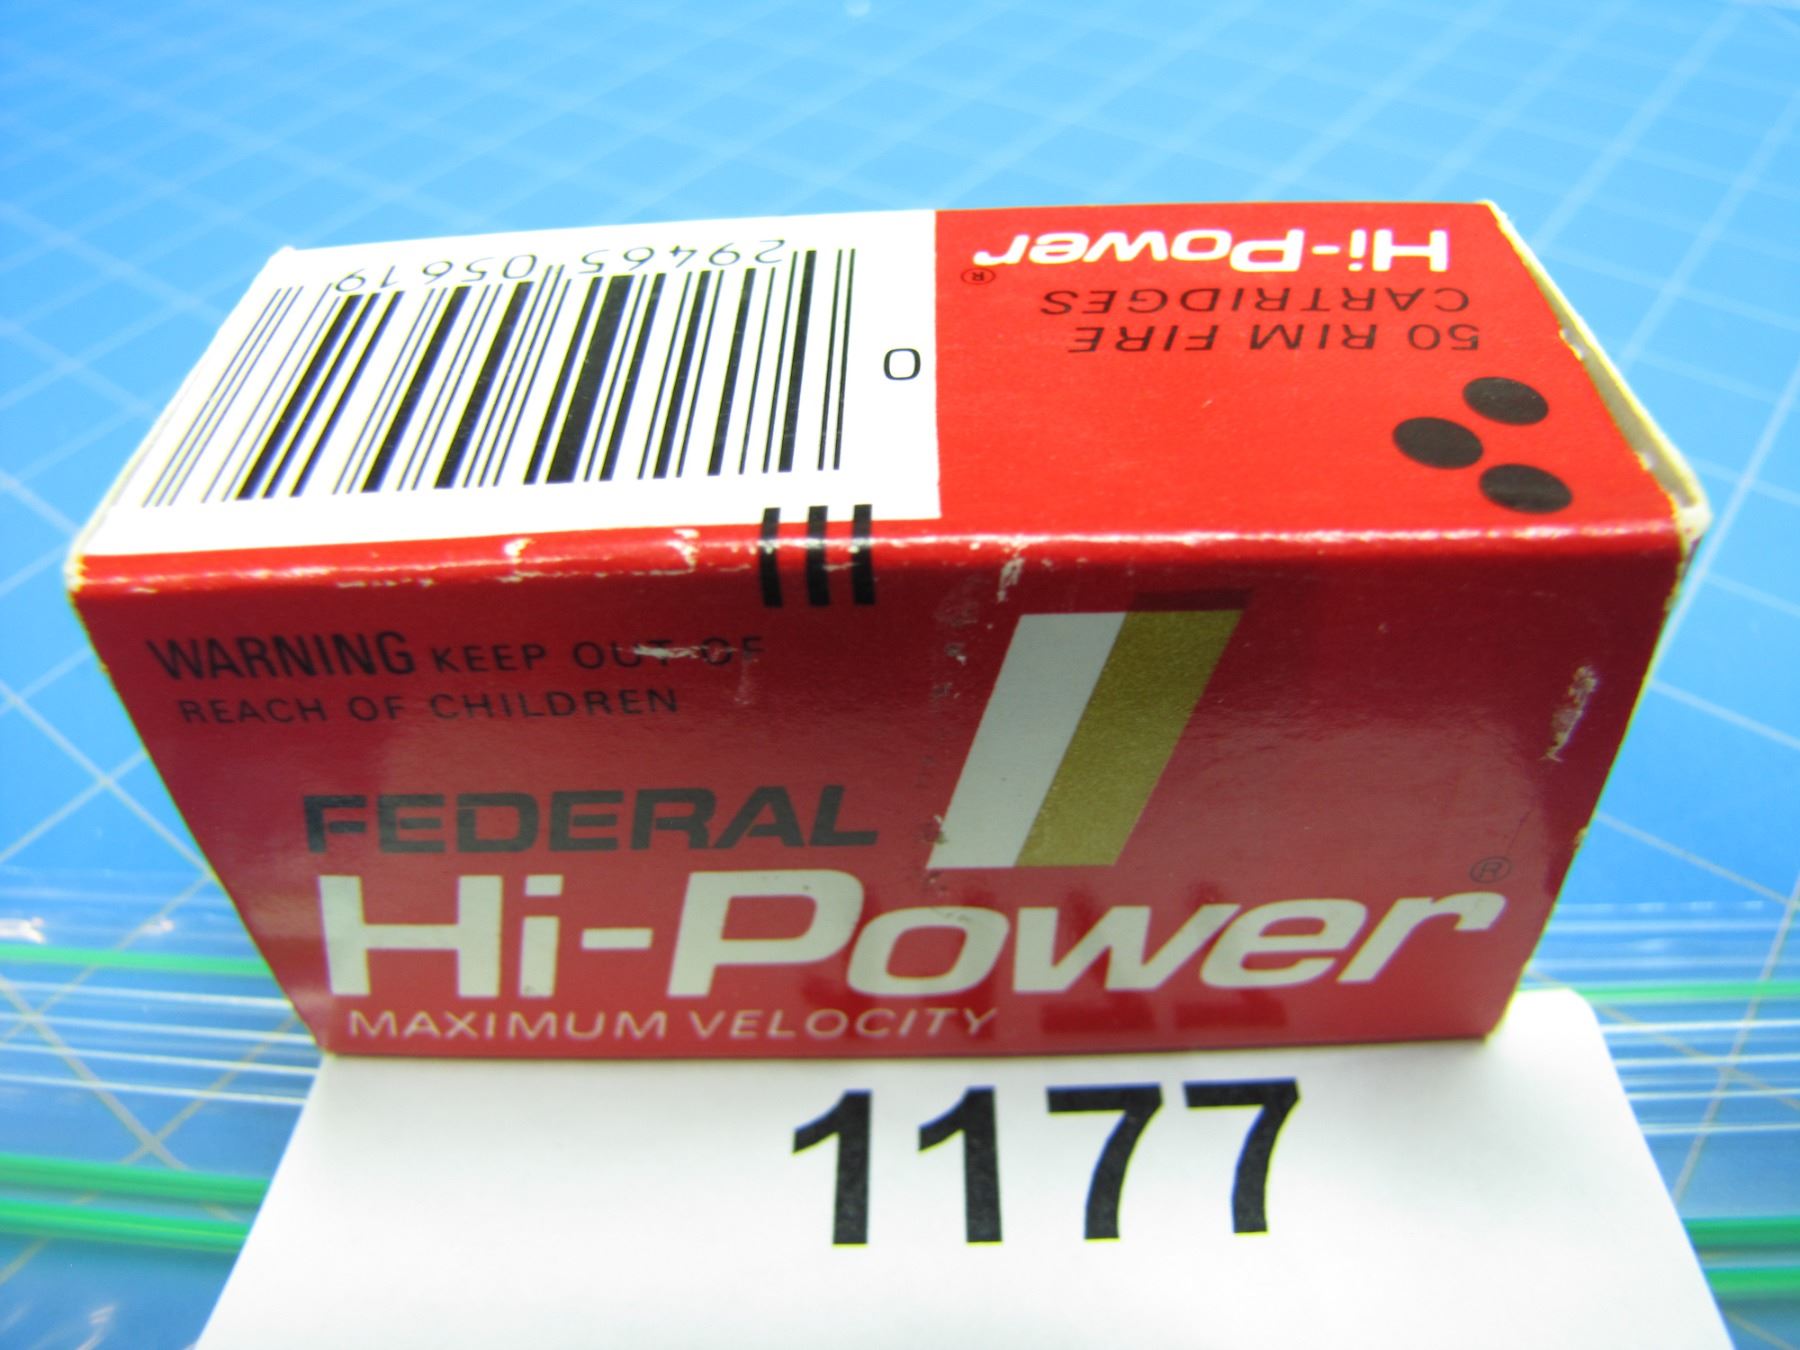 Hi-Power®
CARTRIDGES
50 RIM FIRE
0
29465 05619
WARNING KEEP OUT OF
REACH OF CHILDREN
FEDERAL
Hi-Power®
MAXIMUM VELOCITY
1177